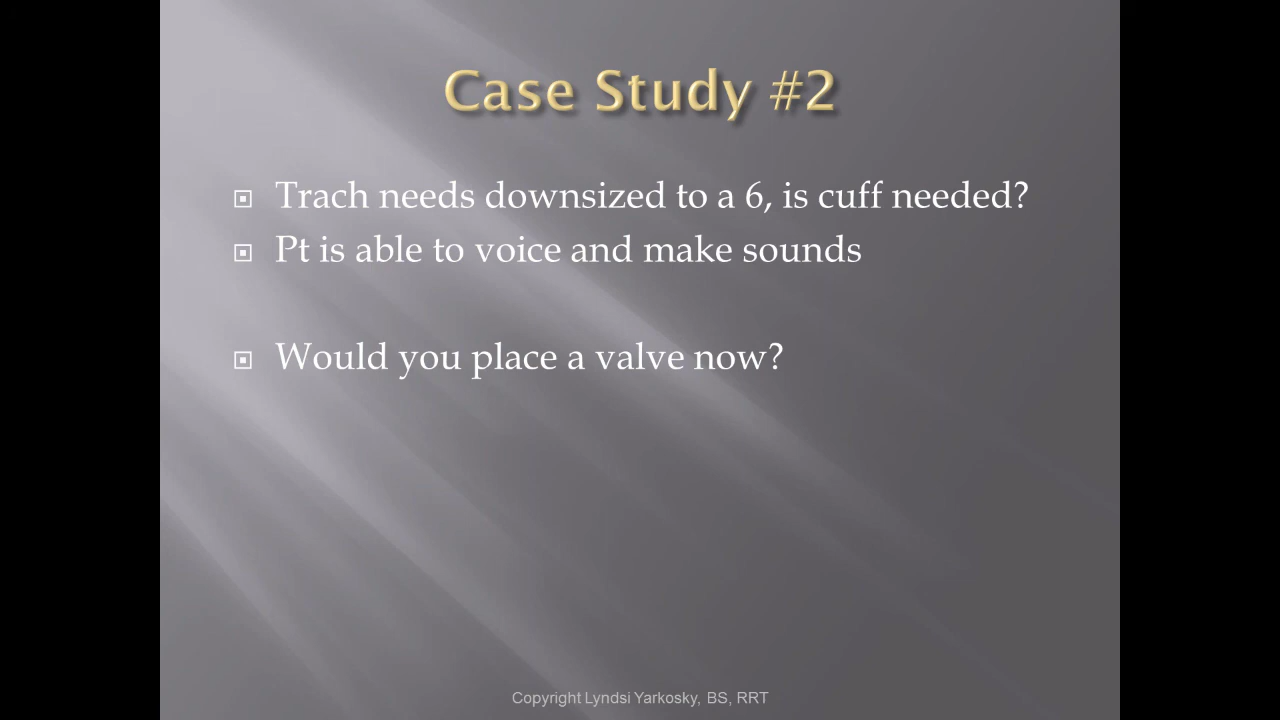 Case Study #2
Trach needs downsized to a 6, is cuff needed?
Pt is able to voice and make sounds
Would you place a valve now?
Copyright Lyndsi Yarkosky, BS, RRT